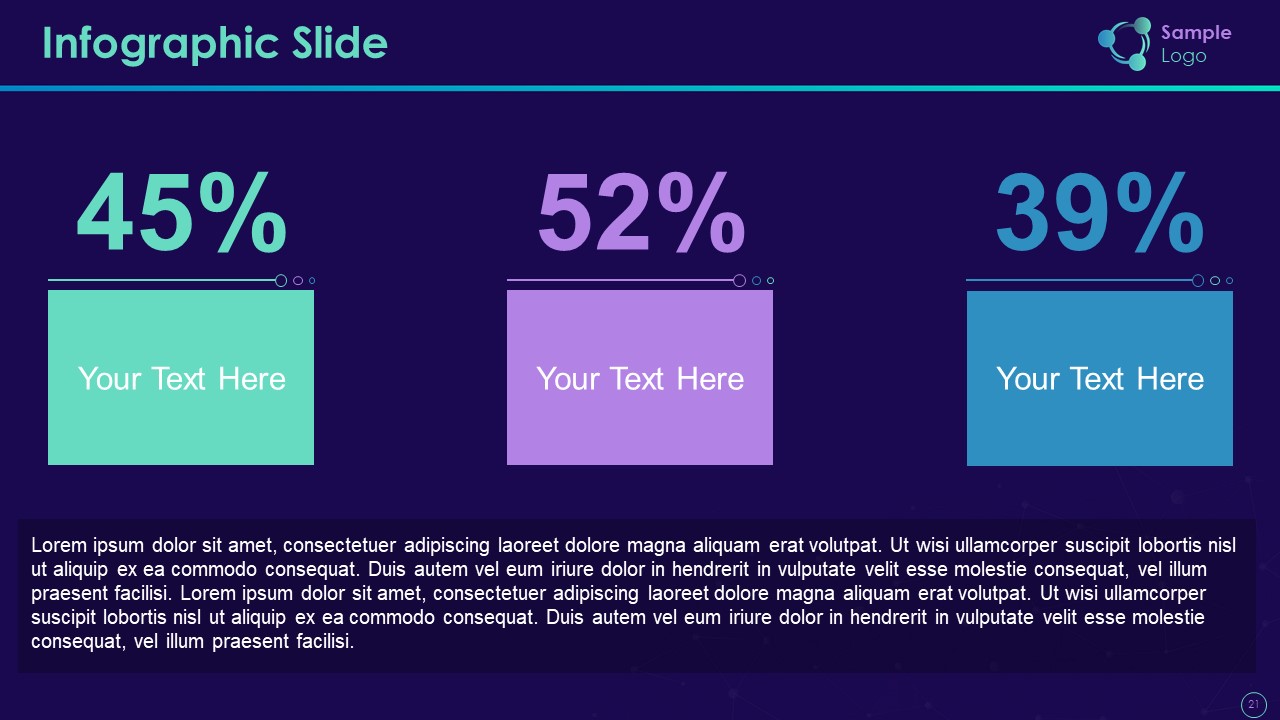 Infographic Slide
Sample
Logo
45%
52%
39%
Your Text Here
Your Text Here
Your Text Here
Lorem ipsum dolor sit amet, consectetuer adipiscing laoreet dolore magna aliquam erat volutpat. Ut wisi ullamcorper suscipit lobortis nisl
ut aliquip ex ea commodo consequat. Duis autem vel eum iriure dolor in hendrerit in vulputate velit esse molestie consequat, vel illum
praesent facilisi. Lorem ipsum dolor sit amet, consectetuer adipiscing laoreet dolore magna aliquam erat volutpat. Ut wisi ullamcorper
suscipit lobortis nisl ut aliquip ex ea commodo consequat. Duis autem vel eum iriure dolor in hendrerit in vulputate velit esse molestie
consequat, vel illum praesent facilisi.
21